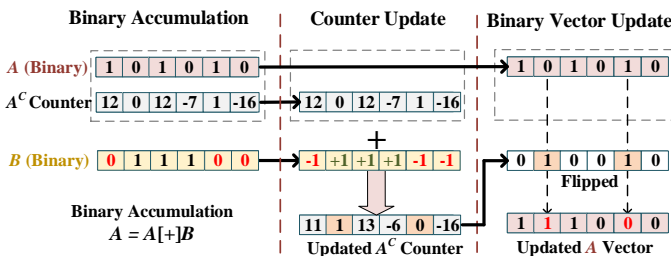 Binary Accumulation Counter Update Binary Vector Update
A (Binary) 1 0 1 0 1 0 1 0 1 0 1 0
A^C Counter 12 0 12 -7 1 -16 12 0 12 -7 1 -16
+
B (Binary) 0 1 1 1 0 0 -1 +1 +1 +1 -1 -1 0 1 0 0 1 0
Flipped
Binary Accumulation
A = A[+]B
11 1 13 -6 0 -16 1 1 1 0 0 0
Updated A^C Counter Updated A Vector